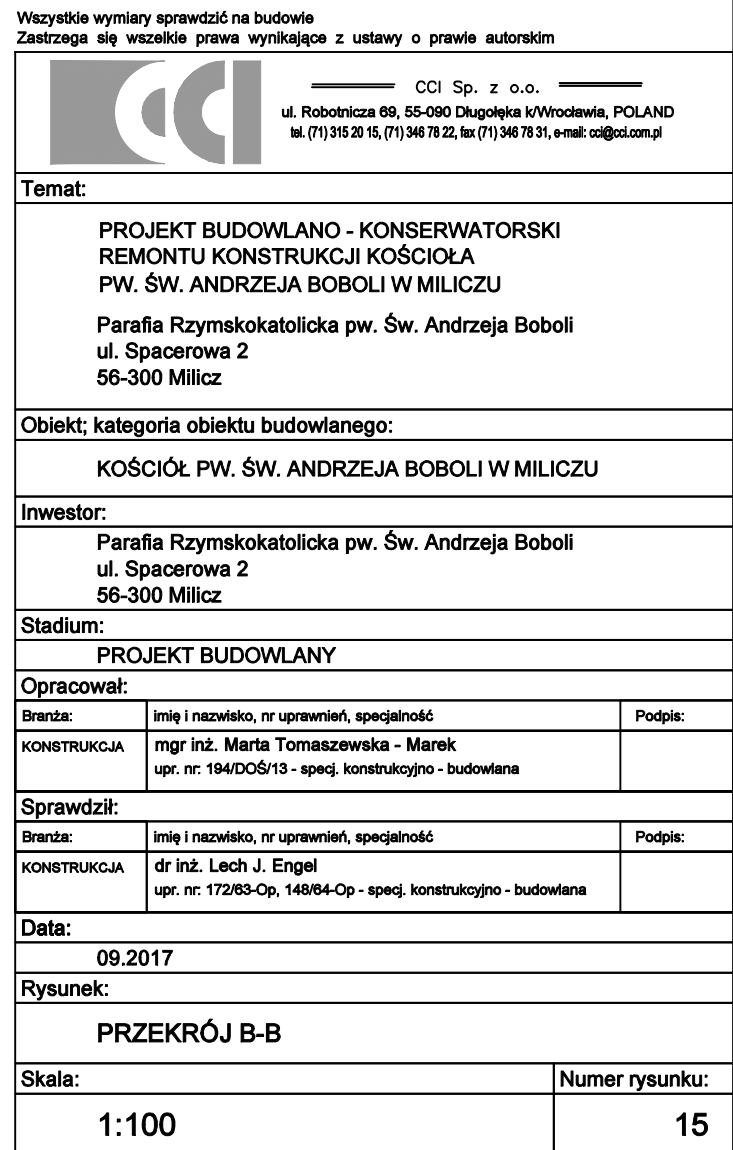 Wszystkie wymiary sprawdzić na budowie
Zastrzega się wszelkie prawa wynikające z ustawy o prawie autorskim
CCI
CCI Sp. z o.o.
ul. Robotnicza 69, 55-090 Długołęka k/Wrocławia, POLAND
tel. (71) 315 20 15, (71) 346 78 22, fax (71) 346 78 31, e-mail: cci@cci.com.pl
Temat:
PROJEKT BUDOWLANO - KONSERWATORSKI
REMONTU KONSTRUKCJI KOŚCIOŁA
PW. ŚW. ANDRZEJA BOBOLI W MILICZU
Parafia Rzymskokatolicka pw. Św. Andrzeja Boboli
ul. Spacerowa 2
56-300 Milicz
Obiekt; kategoria obiektu budowlanego:
KOŚCIÓŁ PW. ŚW. ANDRZEJA BOBOLI W MILICZU
Inwestor:
Parafia Rzymskokatolicka pw. Św. Andrzeja Boboli
ul. Spacerowa 2
56-300 Milicz
Stadium:
PROJEKT BUDOWLANY
Opracował:
Branża: imię i nazwisko, nr uprawnień, specjalność Podpis:
KONSTRUKCJA mgr inż. Marta Tomaszewska - Marek
upr. nr: 194/DOŚ/13 - specj. konstrukcyjno - budowlana
Sprawdził:
Branża: imię i nazwisko, nr uprawnień, specjalność Podpis:
KONSTRUKCJA dr inż. Lech J. Engel
upr. nr: 172/63-Op, 148/64-Op - specj. konstrukcyjno - budowlana
Data:
09.2017
Rysunek:
PRZEKRÓJ B-B
Skala: Numer rysunku:
1:100 15